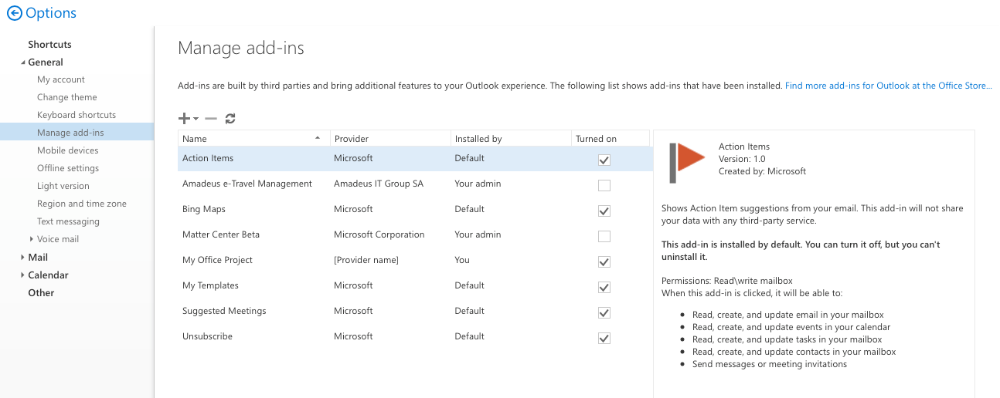 Options
Shortcuts
General
My account
Change theme
Keyboard shortcuts
Manage add-ins
Mobile devices
Offline settings
Light version
Region and time zone
Text messaging
Voice mail
Mail
Calendar
Other
Manage add-ins
Add-ins are built by third parties and bring additional features to your Outlook experience. The following list shows add-ins that have been installed. Find more add-ins for Outlook at the Office Store...
Name Provider Installed by Turned on
Action Items Microsoft Default
Amadeus e-Travel Management Amadeus IT Group SA Your admin
Bing Maps Microsoft Default
Matter Center Beta Microsoft Corporation Your admin
My Office Project [Provider name] You
My Templates Microsoft Default
Suggested Meetings Microsoft Default
Unsubscribe Microsoft Default
Action Items
Version: 1.0
Created by: Microsoft
Shows Action Item suggestions from your email. This add-in will not share
your data with any third-party service.
This add-in is installed by default. You can turn it off, but you can't
uninstall it.
Permissions: Read\write mailbox
When this add-in is clicked, it will be able to:
• Read, create, and update email in your mailbox
• Read, create, and update events in your calendar
• Read, create, and update tasks in your mailbox
• Read, create, and update contacts in your mailbox
• Send messages or meeting invitations